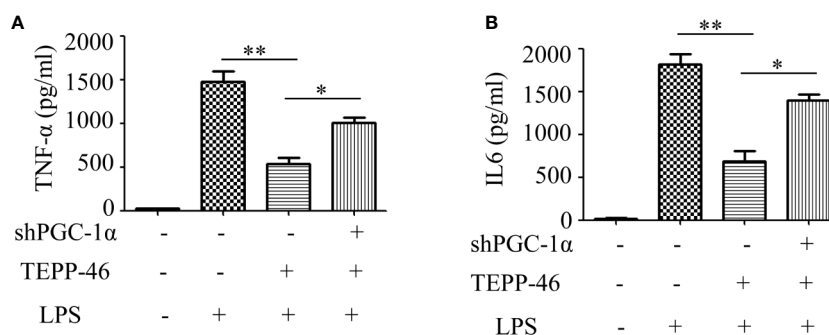 A
TNF-α (pg/ml)
2000
1500
1000
500
0
**
*
shPGC-1α - - - +
TEPP-46 - - + +
LPS - + + +
B
IL6 (pg/ml)
2000
1500
1000
500
0
**
*
shPGC-1α - - - +
TEPP-46 - - + +
LPS - + + +